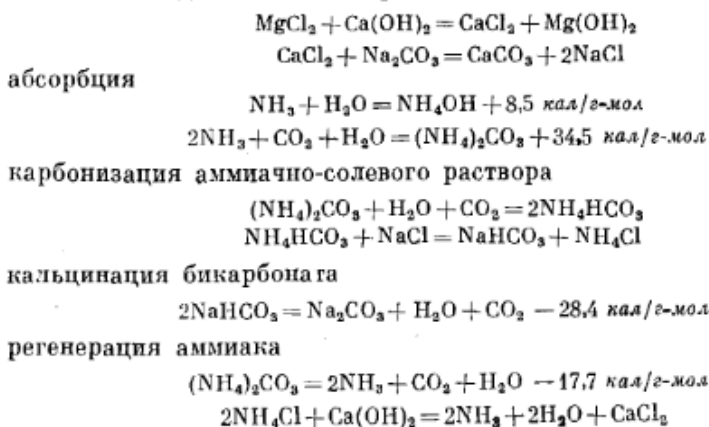 MgCl₂+Ca(OH)₂=CaCl₂+Mg(OH)₂
CaCl₂+Na₂CO₃=CaCO₃+2NaCl
абсорбция
NH₃+H₂O=NH₄OH+8,5 кал/г-мол
2NH₃+CO₂+H₂O=(NH₄)₂CO₃+34,5 кал/г-мол
карбонизация аммиачно-солевого раствора
(NH₄)₂CO₃+H₂O+CO₂=2NH₄HCO₃
NH₄HCO₃+NaCl=NaHCO₃+NH₄Cl
кальцинация бикарбоната
2NaHCO₃=Na₂CO₃+H₂O+CO₂ —28,4 кал/г-мол
регенерация аммиака
(NH₄)₂CO₃=2NH₃+CO₂+H₂O —17,7 кал/г-мол
2NH₄Cl+Ca(OH)₂=2NH₃+2H₂O+CaCl₂